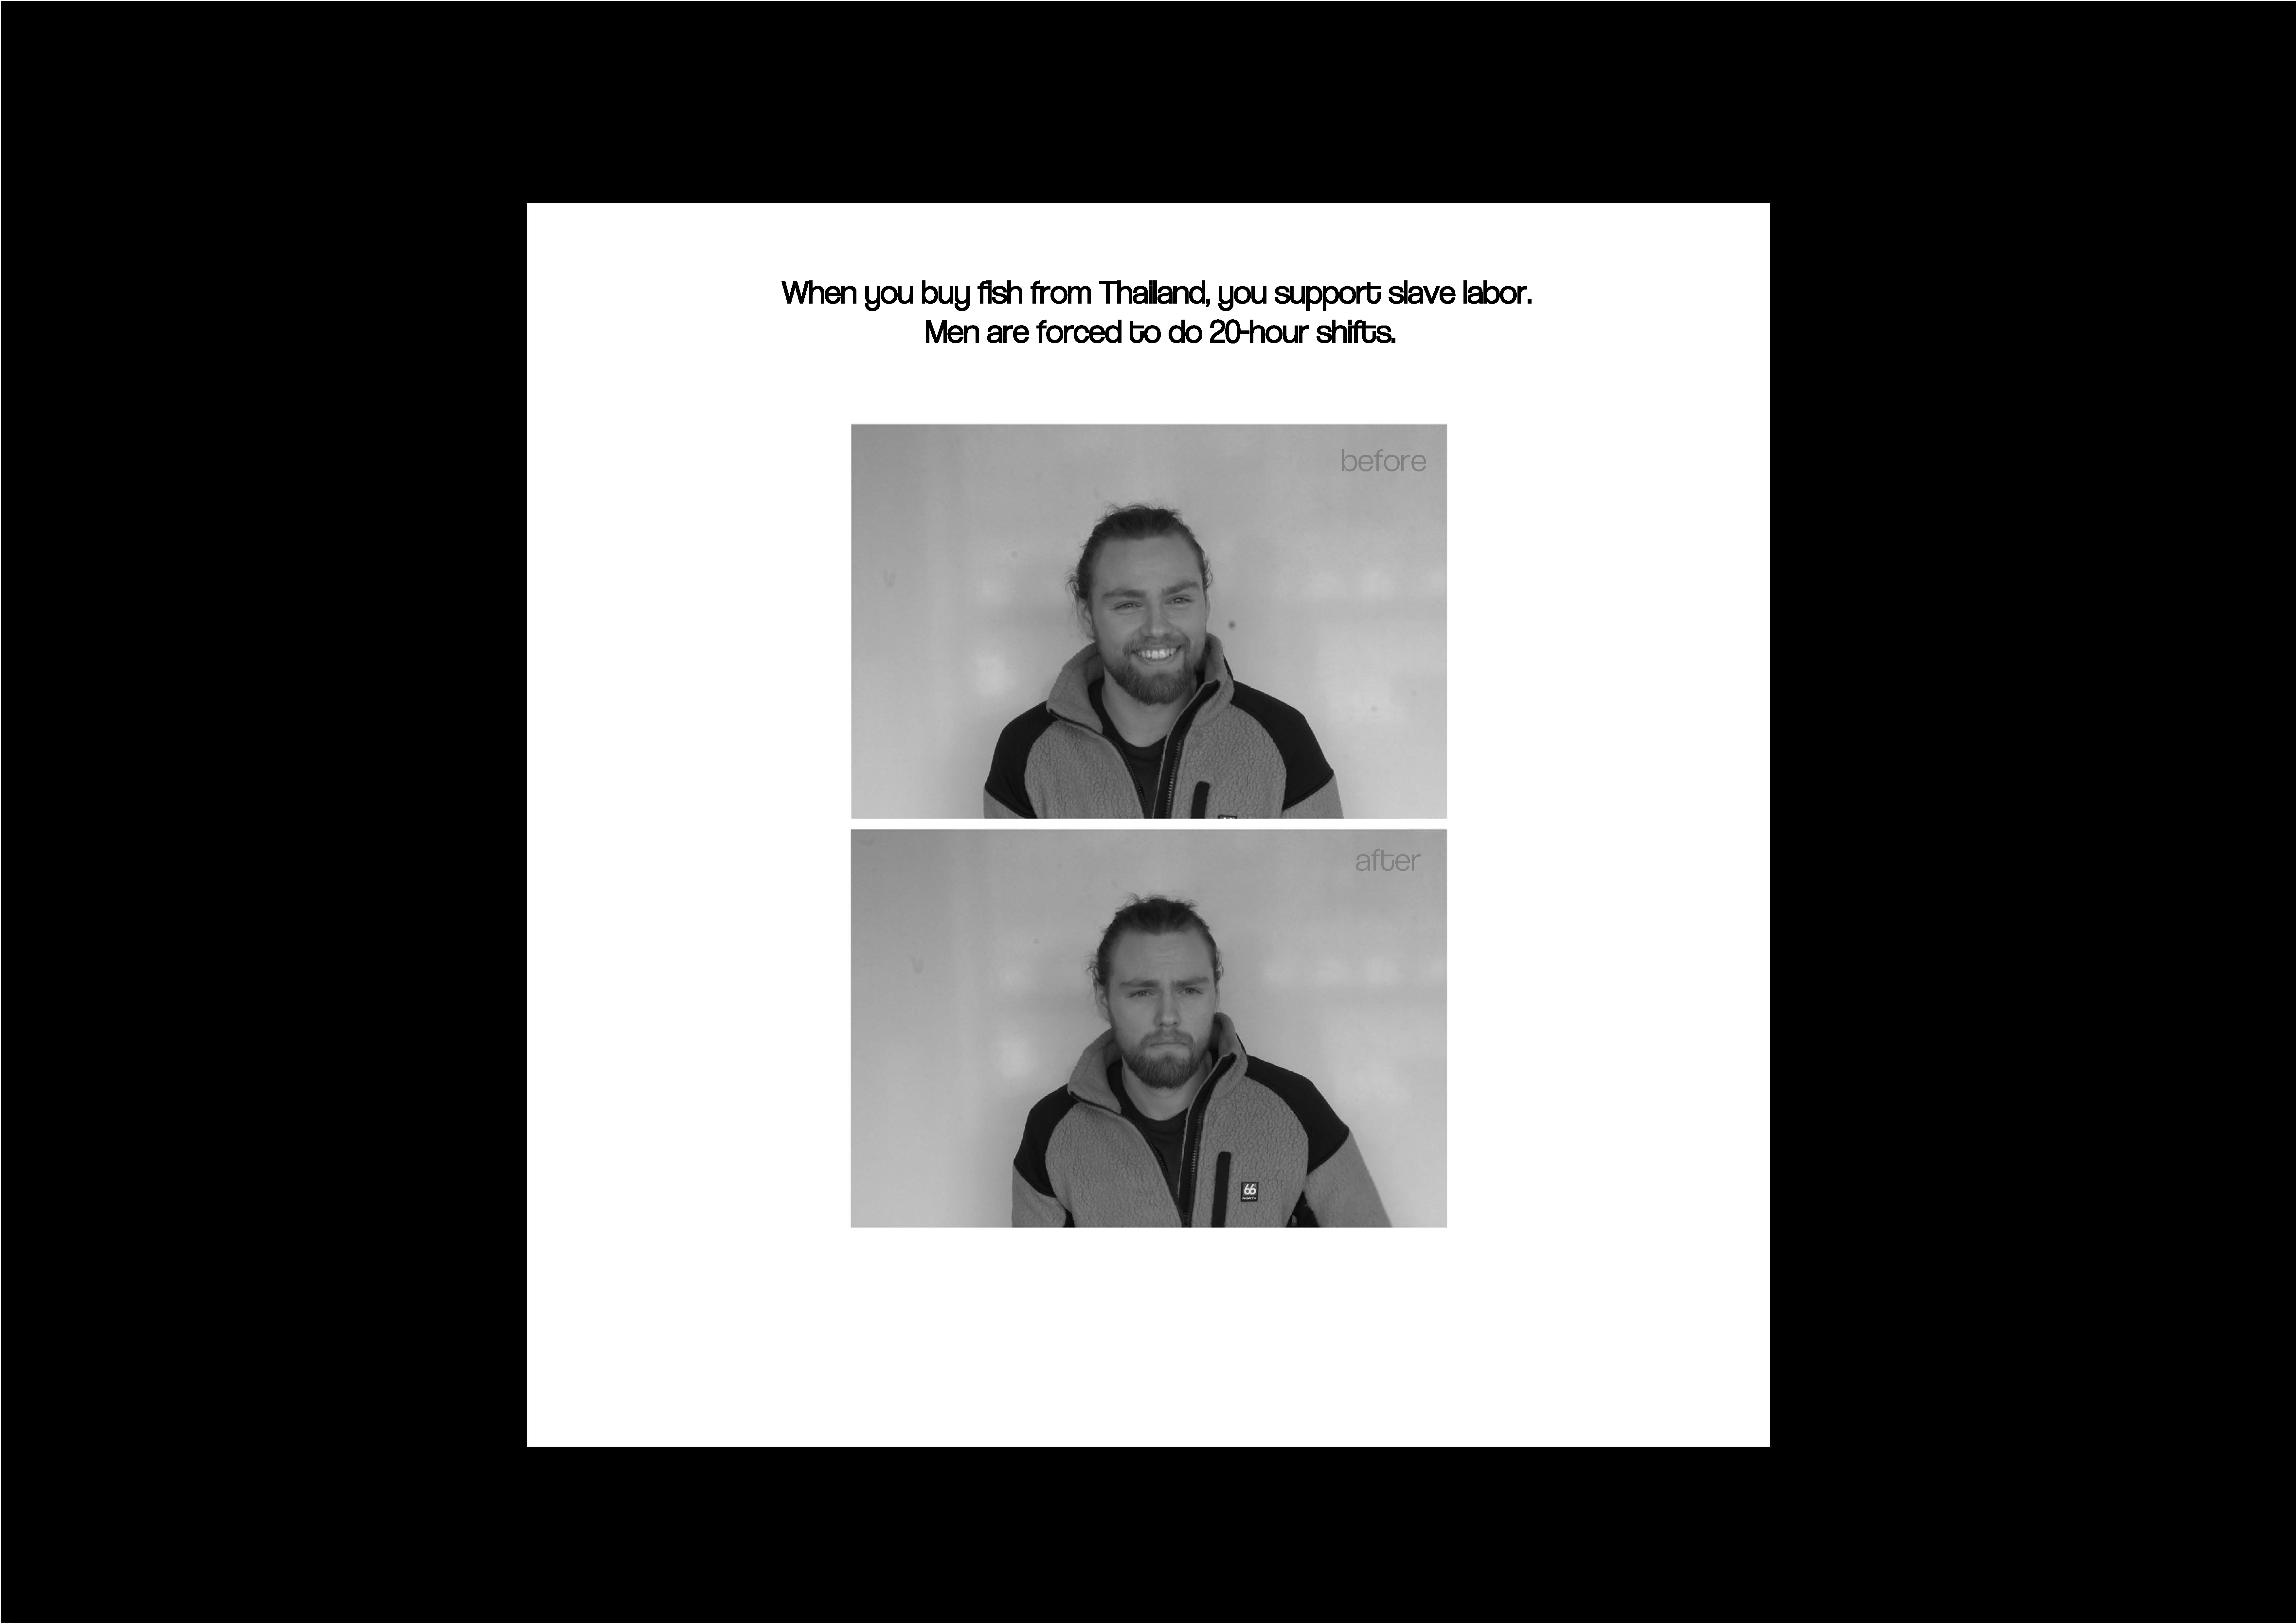 When you buy fish from Thailand, you support slave labor.
Men are forced to do 20-hour shifts.
before
after
66